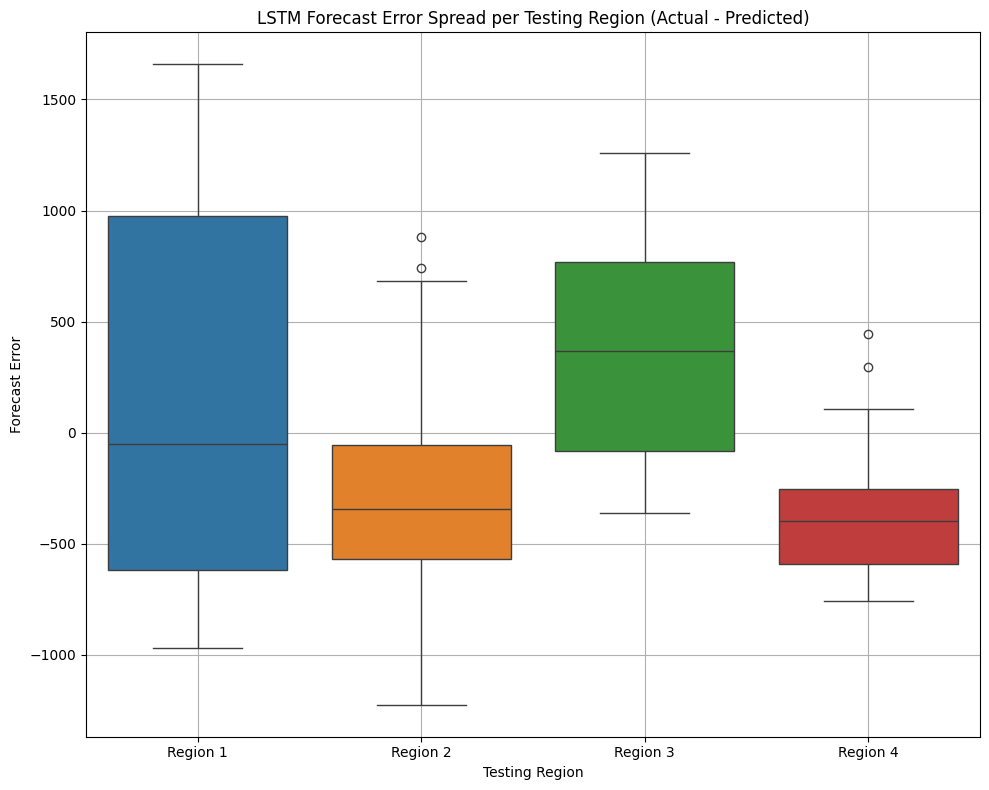 LSTM Forecast Error Spread per Testing Region (Actual - Predicted)
Forecast Error
1500
1000
500
0
−500
−1000
Region 1
Region 2
Region 3
Region 4
Testing Region